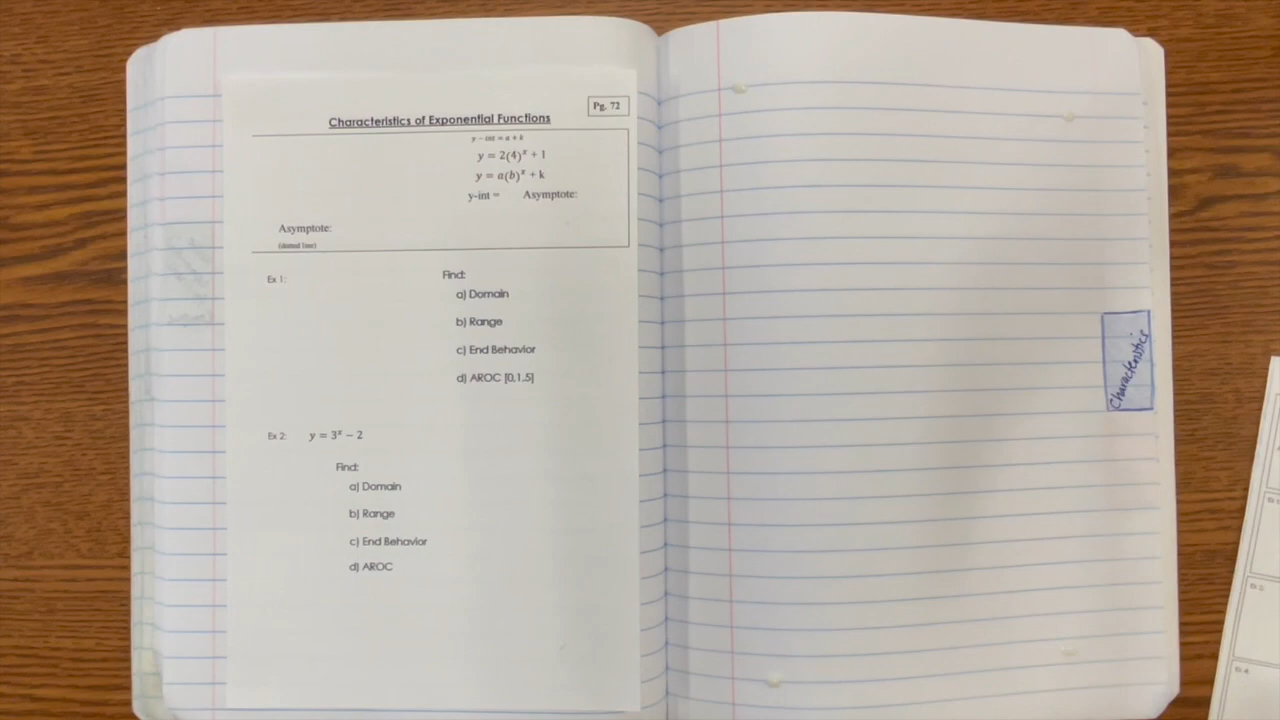 Pg. 72
Characteristics of Exponential Functions
y − int = a + k
y = 2(4)ˣ + 1
y = a(b)ˣ + k
y-int = Asymptote:
Asymptote:
(dotted line)
Ex 1:
Find:
a) Domain
b) Range
c) End Behavior
d) AROC [0,1.5]
Ex 2: y = 3ˣ − 2
Find:
a) Domain
b) Range
c) End Behavior
d) AROC
Characteristics